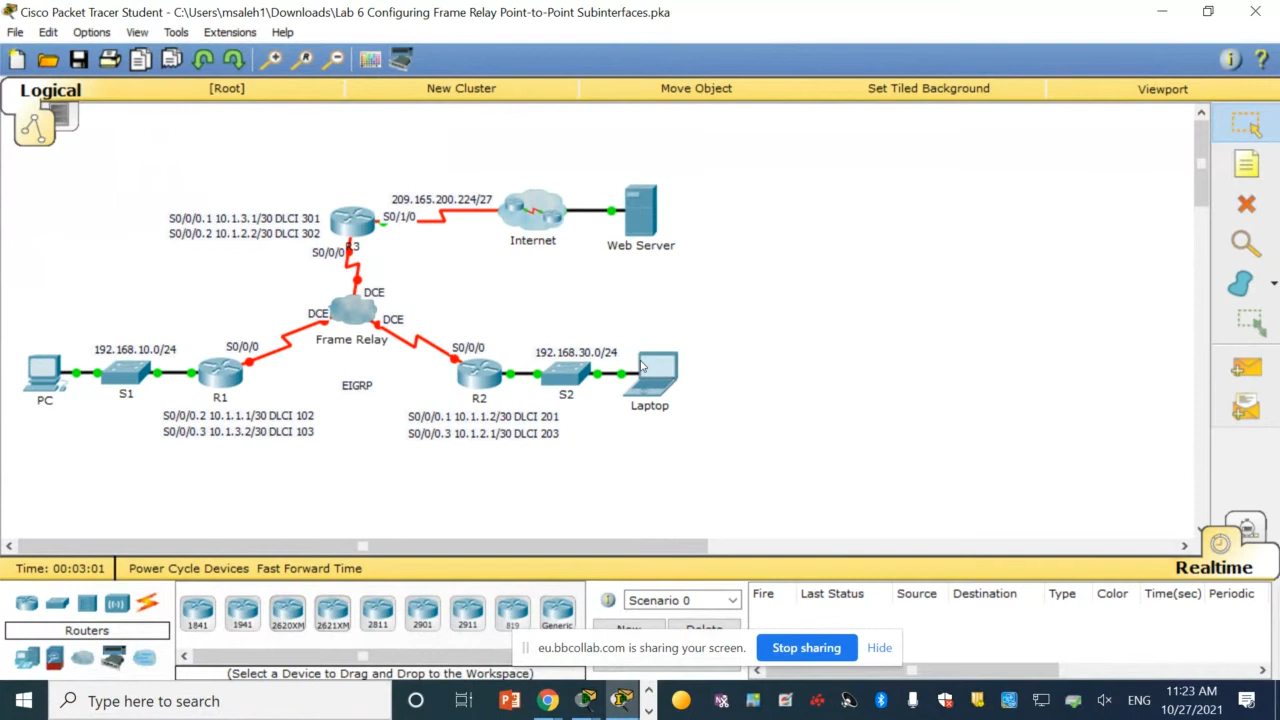 Cisco Packet Tracer Student - C:\Users\msaleh1\Downloads\Lab 6 Configuring Frame Relay Point-to-Point Subinterfaces.pka
File Edit Options View Tools Extensions Help
Logical [Root] New Cluster Move Object Set Tiled Background Viewport
209.165.200.224/27
S0/0/0.1 10.1.3.1/30 DLCI 301
S0/1/0
S0/0/0.2 10.1.2.2/30 DLCI 302
Internet
Web Server
R3
S0/0/0
DCE
DCE
DCE
Frame Relay
192.168.10.0/24
S0/0/0
S0/0/0
192.168.30.0/24
EIGRP
PC
S1
R1
R2
S2
Laptop
S0/0/0.2 10.1.1.1/30 DLCI 102
S0/0/0.3 10.1.3.2/30 DLCI 103
S0/0/0.1 10.1.1.2/30 DLCI 201
S0/0/0.3 10.1.2.1/30 DLCI 203
Time: 00:03:01 Power Cycle Devices Fast Forward Time
Realtime
Routers
1841 1941 2620XM 2621XM 2811 2901 2911 819 Generic
(Select a Device to Drag and Drop to the Workspace)
Scenario 0
New Delete
Fire Last Status Source Destination Type Color Time(sec) Periodic
eu.bbcollab.com is sharing your screen. Stop sharing Hide
Type here to search
ENG
11:23 AM
10/27/2021